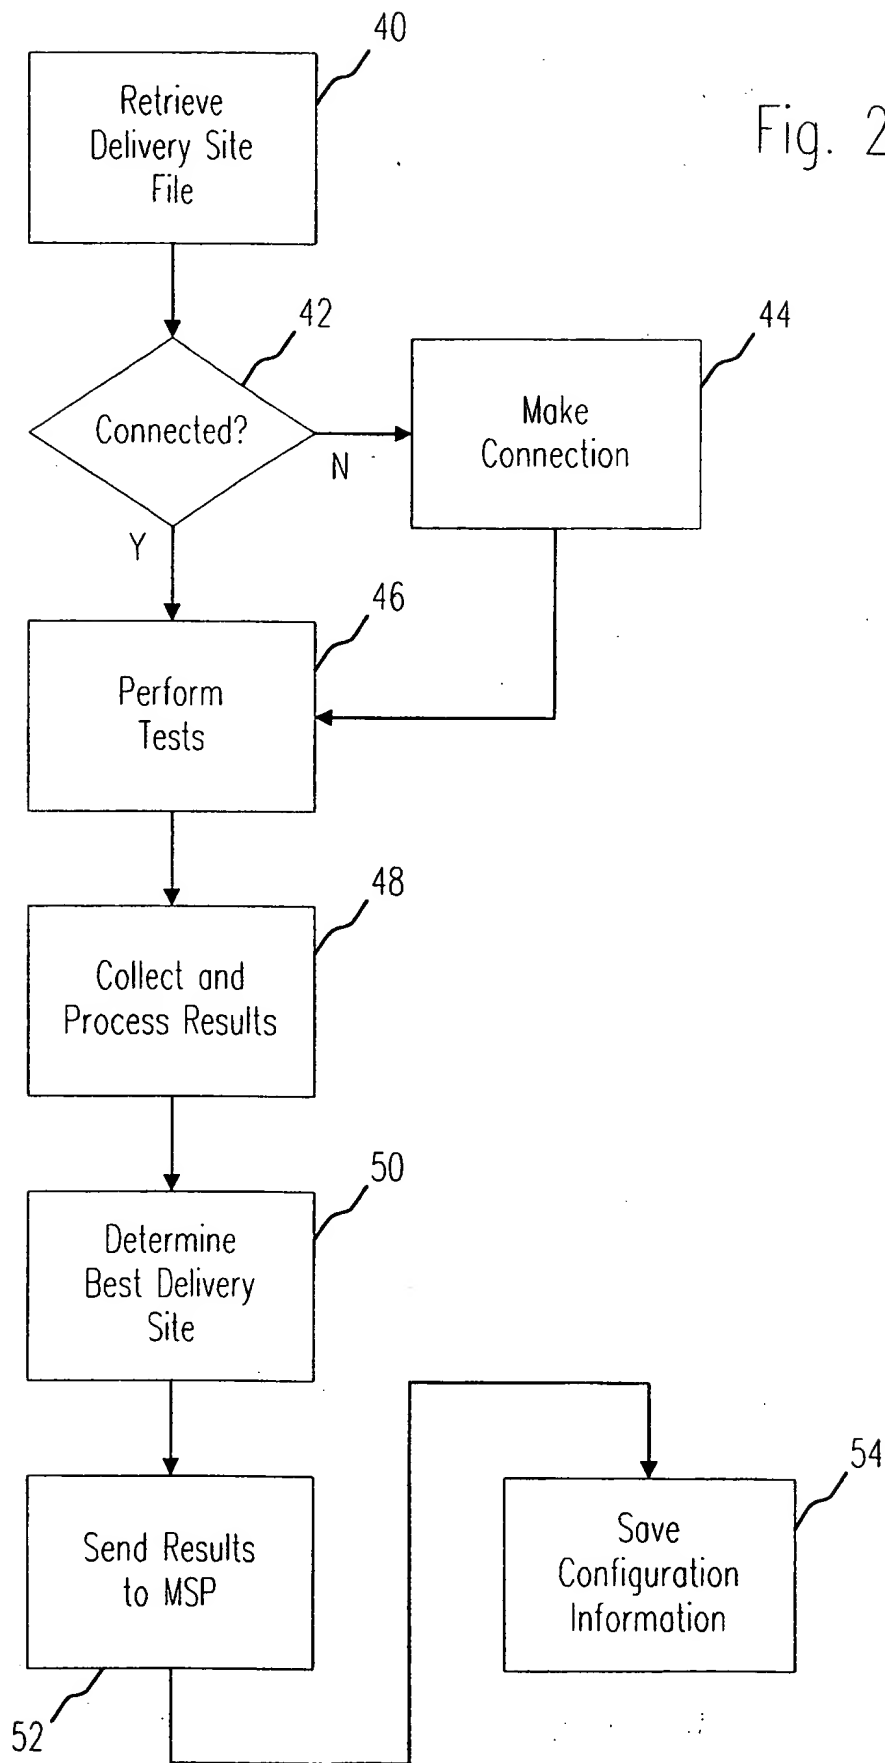 40
Retrieve
Delivery Site
File
Fig. 2
42
Connected?
N
Y
44
Make
Connection
46
Perform
Tests
48
Collect and
Process Results
50
Determine
Best Delivery
Site
52
Send Results
to MSP
54
Save
Configuration
Information